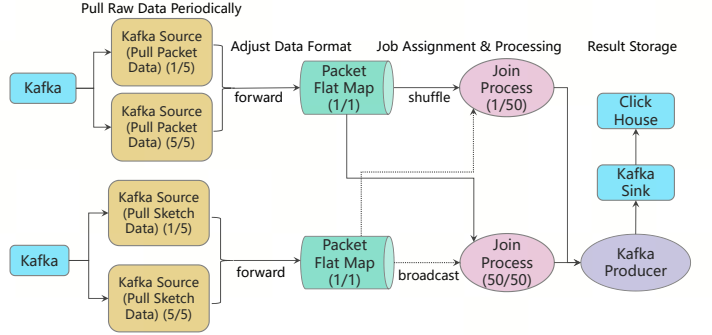 Pull Raw Data Periodically
Adjust Data Format
Job Assignment & Processing
Result Storage
Kafka
Kafka Source
(Pull Packet
Data) (1/5)
Kafka Source
(Pull Packet
Data) (5/5)
forward
Packet
Flat Map
(1/1)
shuffle
Join
Process
(1/50)
Click
House
Kafka
Sink
Kafka
Kafka Source
(Pull Sketch
Data) (1/5)
Kafka Source
(Pull Sketch
Data) (5/5)
forward
Packet
Flat Map
(1/1)
broadcast
Join
Process
(50/50)
Kafka
Producer